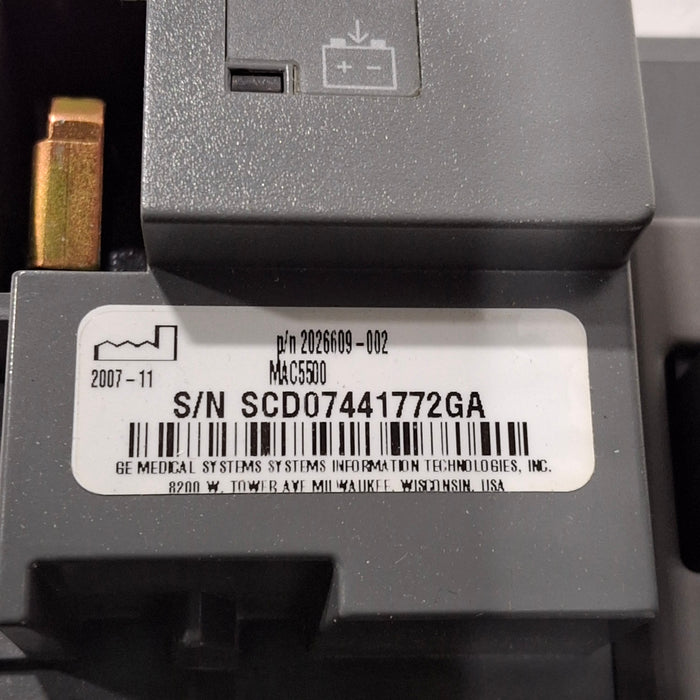 p/n 2026609-002
2007-11
MAC5500
S/N SCD07441772GA
GE MEDICAL SYSTEMS SYSTEMS INFORMATION TECHNOLOGIES, INC.
8200 W. TOWER AVE MILWAUKEE, WISCONSIN, USA